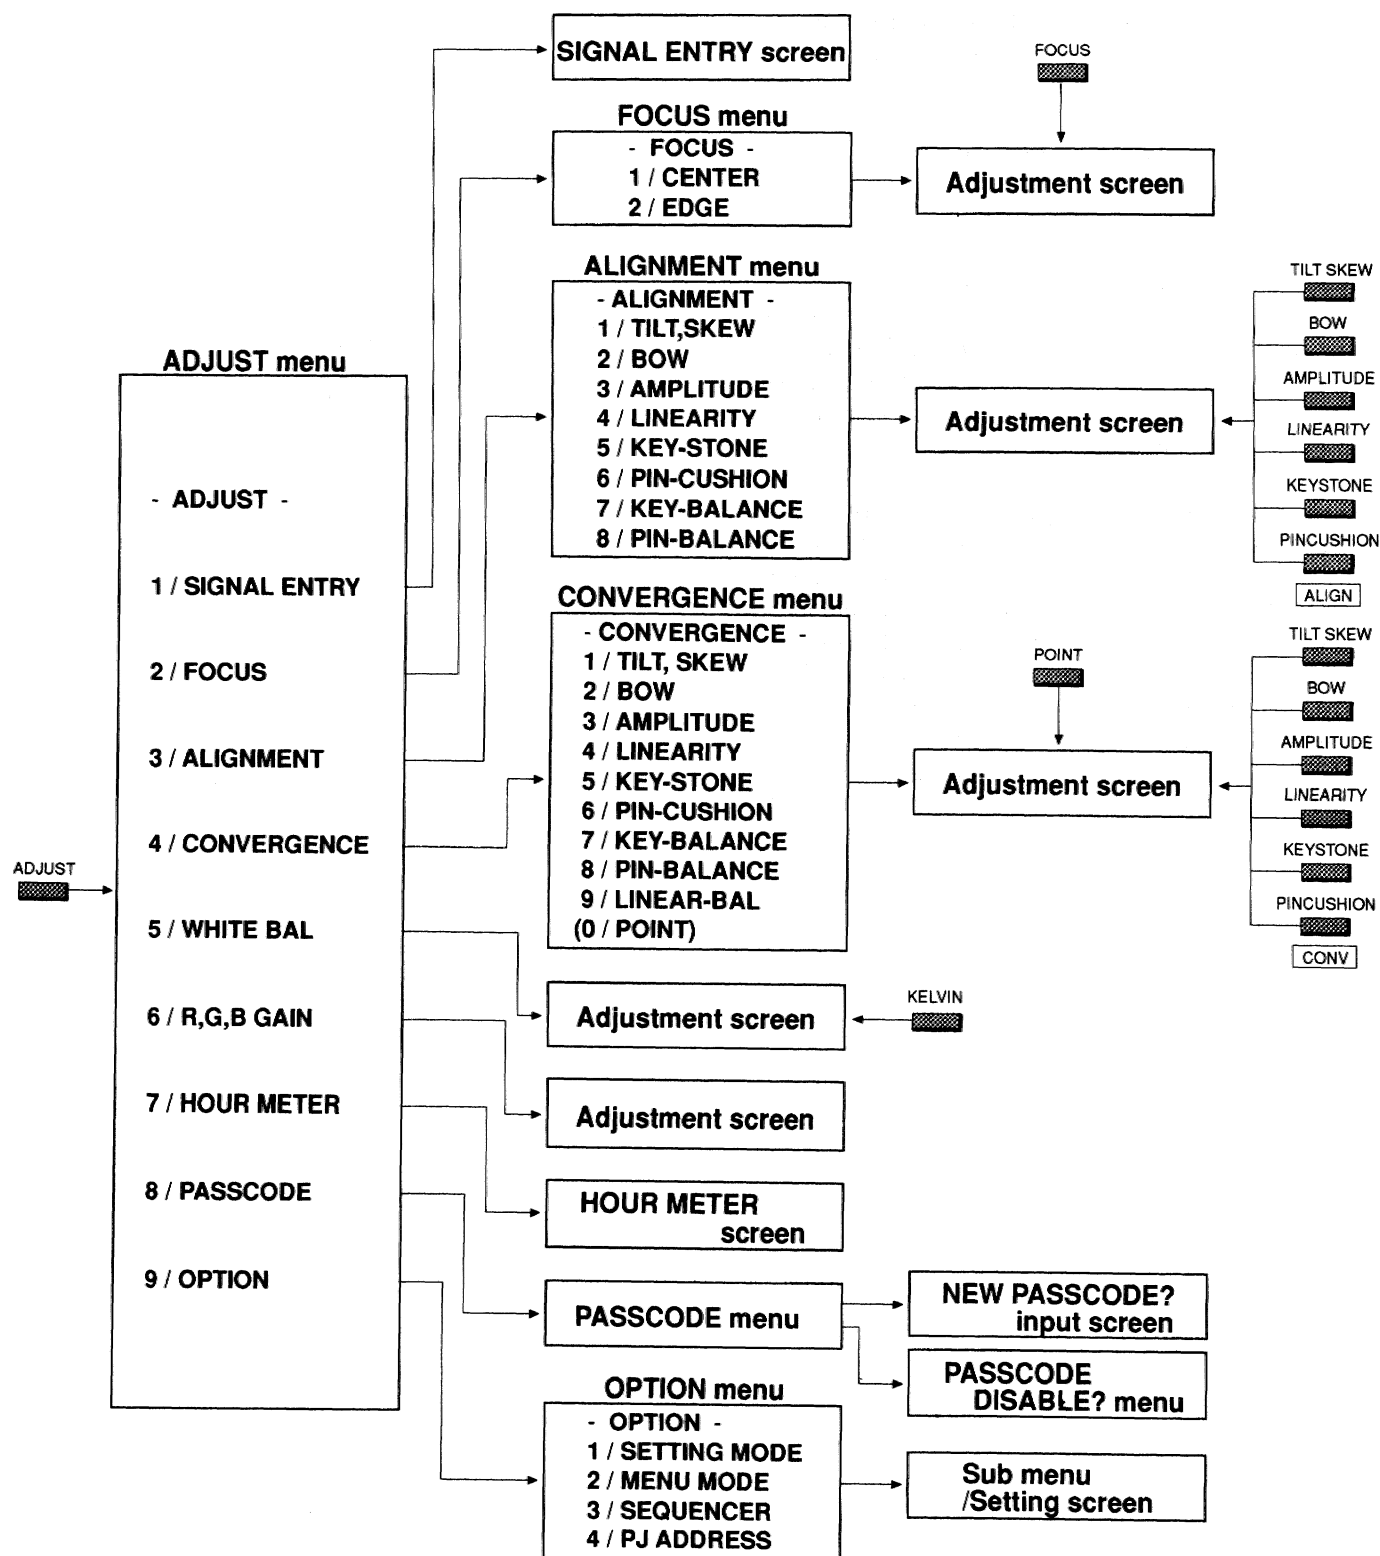 SIGNAL ENTRY screen
FOCUS
FOCUS menu
- FOCUS -
1 / CENTER
2 / EDGE
Adjustment screen
ALIGNMENT menu
- ALIGNMENT -
1 / TILT,SKEW
2 / BOW
3 / AMPLITUDE
4 / LINEARITY
5 / KEY-STONE
6 / PIN-CUSHION
7 / KEY-BALANCE
8 / PIN-BALANCE
Adjustment screen
TILT SKEW
BOW
AMPLITUDE
LINEARITY
KEYSTONE
PINCUSHION
ALIGN
ADJUST menu
- ADJUST -
1 / SIGNAL ENTRY
2 / FOCUS
3 / ALIGNMENT
4 / CONVERGENCE
5 / WHITE BAL
6 / R,G,B GAIN
7 / HOUR METER
8 / PASSCODE
9 / OPTION
ADJUST
CONVERGENCE menu
- CONVERGENCE -
1 / TILT, SKEW
2 / BOW
3 / AMPLITUDE
4 / LINEARITY
5 / KEY-STONE
6 / PIN-CUSHION
7 / KEY-BALANCE
8 / PIN-BALANCE
9 / LINEAR-BAL
(0 / POINT)
POINT
Adjustment screen
TILT SKEW
BOW
AMPLITUDE
LINEARITY
KEYSTONE
PINCUSHION
CONV
Adjustment screen
KELVIN
Adjustment screen
HOUR METER
screen
PASSCODE menu
NEW PASSCODE?
input screen
PASSCODE
DISABLE? menu
OPTION menu
- OPTION -
1 / SETTING MODE
2 / MENU MODE
3 / SEQUENCER
4 / PJ ADDRESS
Sub menu
/Setting screen